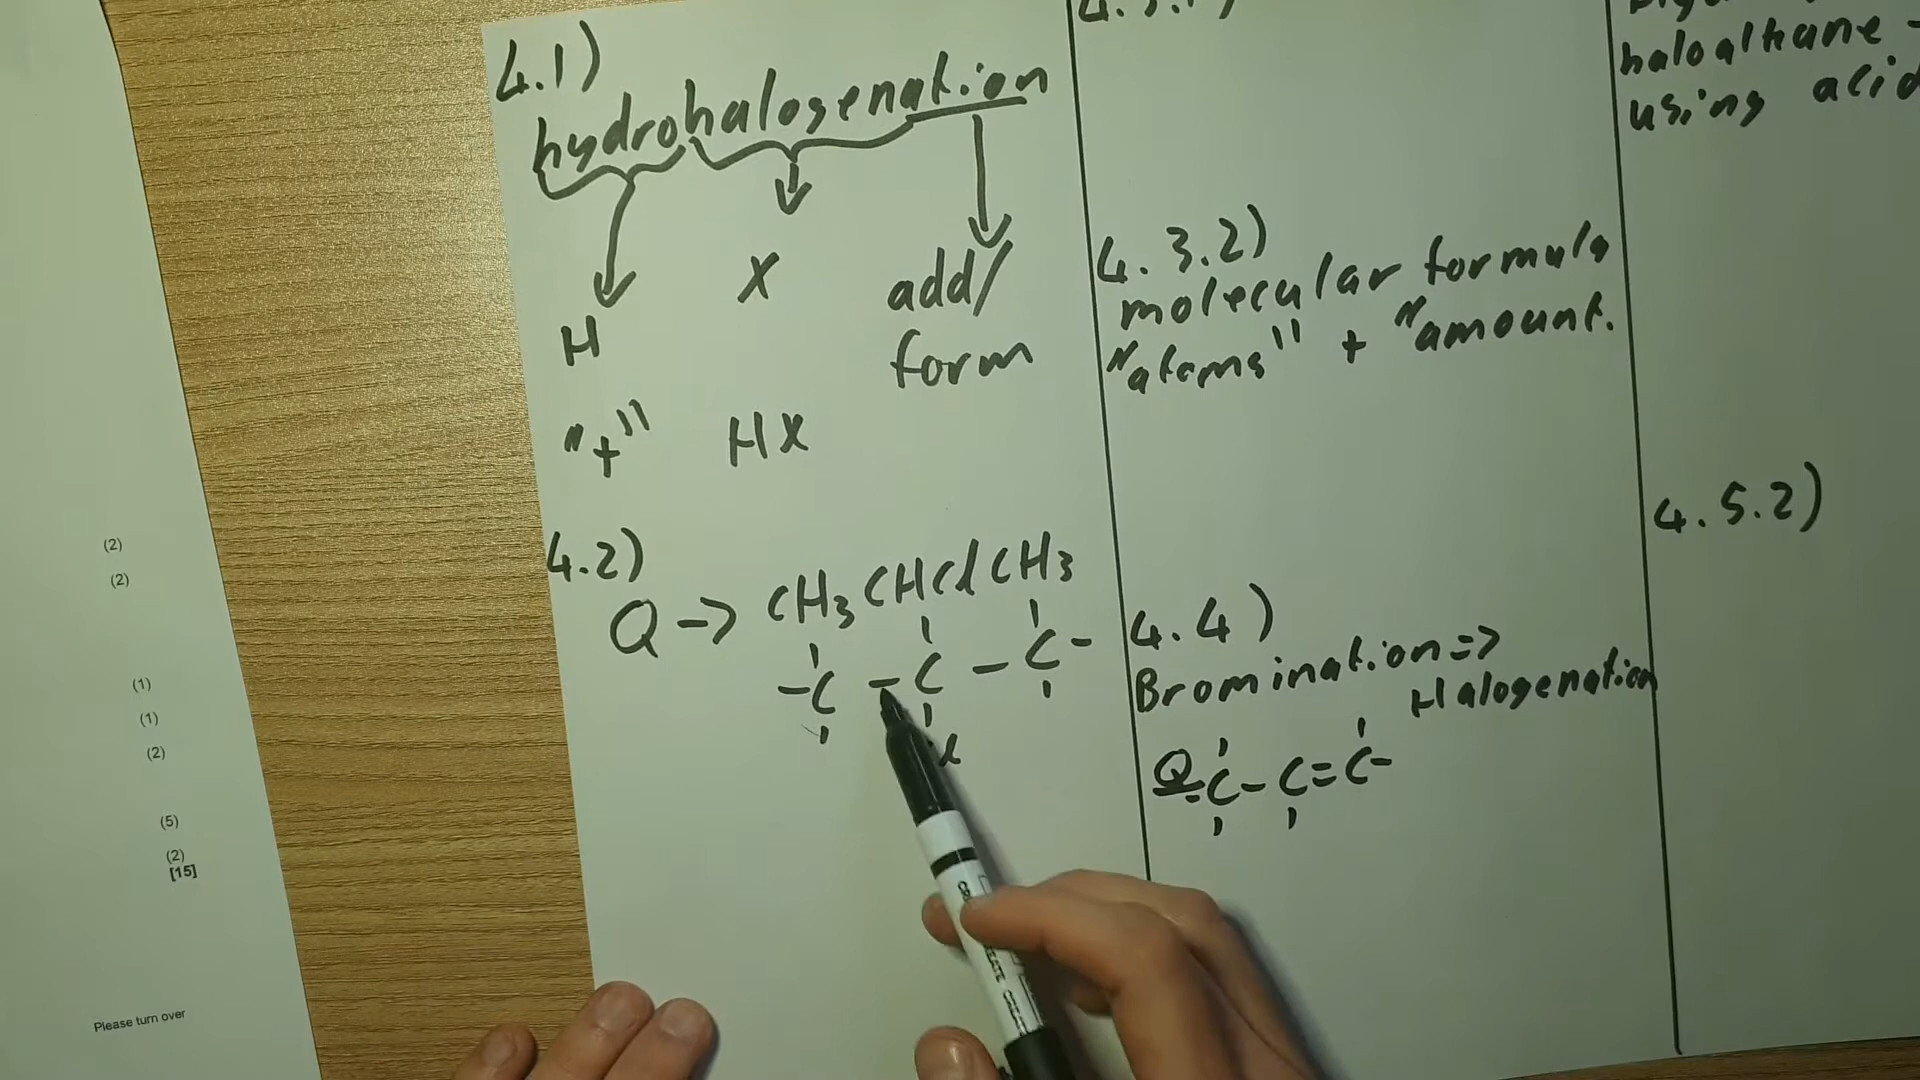 (2)
(2)
(1)
(1)
(2)
(5)
(2)
[15]
Please turn over
4.1)
hydrohalogenation
H
X
add/
form
"+"
HX
4.2)
Q -> CH3CHClCH3
-C - C - C-
4.3.2)
molecular formula
"atoms" + "amount.
4.4)
Bromination =>
Halogenation
Q=C-C=C-
haloalkane -
using acid
4.5.2)